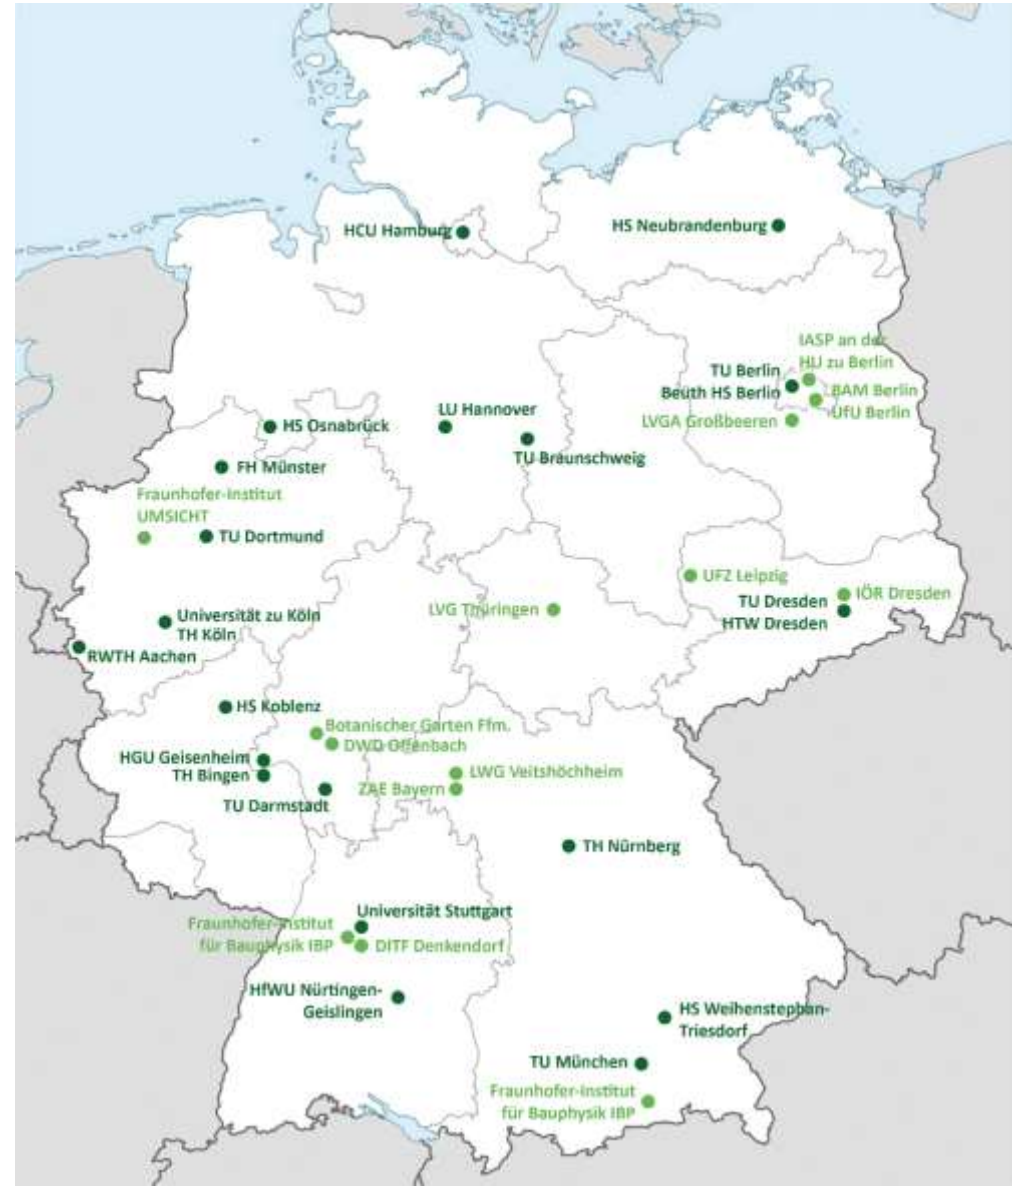 HCU Hamburg
HS Neubrandenburg
IASP an der
HU zu Berlin
TU Berlin
Beuth HS Berlin
BAM Berlin
UfU Berlin
LVGA Großbeeren
HS Osnabrück
LU Hannover
TU Braunschweig
FH Münster
Fraunhofer-Institut
UMSICHT
TU Dortmund
UFZ Leipzig
IÖR Dresden
TU Dresden
HTW Dresden
LVG Thüringen
Universität zu Köln
TH Köln
RWTH Aachen
HS Koblenz
Botanischer Garten Ffm.
DWD Offenbach
HGU Geisenheim
TH Bingen
TU Darmstadt
LWG Veitshöchheim
ZAE Bayern
TH Nürnberg
Universität Stuttgart
Fraunhofer-Institut
für Bauphysik IBP
DITF Denkendorf
HfWU Nürtingen-
Geislingen
HS Weihenstephan-
Triesdorf
TU München
Fraunhofer-Institut
für Bauphysik IBP